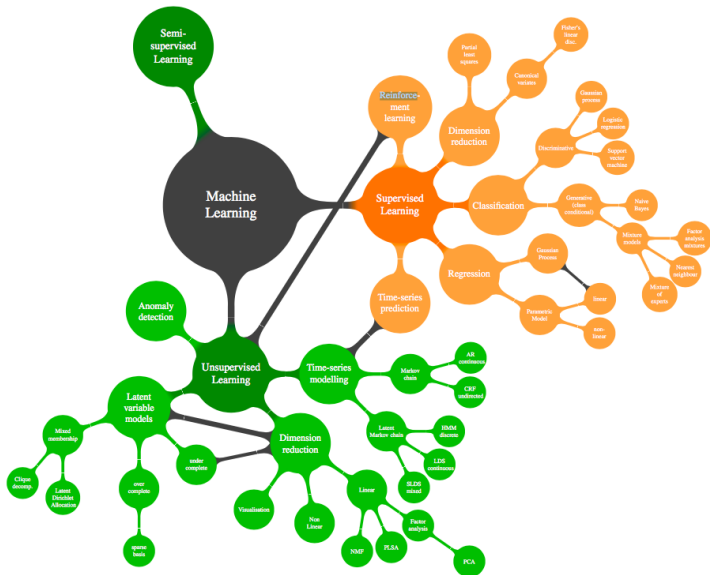 Semi-
supervised
Learning
Machine
Learning
Reinforce-
ment
learning
Supervised
Learning
Partial
least
squares
Dimension
reduction
Canonical
variates
Fisher's
linear
disc.
Classification
Discriminative
Gaussian
process
Logistic
regression
Support
vector
machine
Generative (class
conditional)
Naive
Bayes
Mixture
models
Factor
analysis
mixtures
Nearest
neighbour
Mixture
of
experts
Regression
Gaussian
Process
Parametric
Model
linear
non-
linear
Time-series
prediction
Anomaly
detection
Unsupervised
Learning
Time-series
modelling
Markov
chain
AR
continuous
CRF
undirected
Latent
Markov chain
HMM
discrete
LDS
continuous
SLDS
mixed
Latent
variable
models
Mixed
membership
Clique
decomp.
Latent
Dirichlet
Allocation
over
complete
sparse
basis
under
complete
Dimension
reduction
Visualisation
Non
Linear
Linear
NMF
PLSA
Factor
analysis
PCA